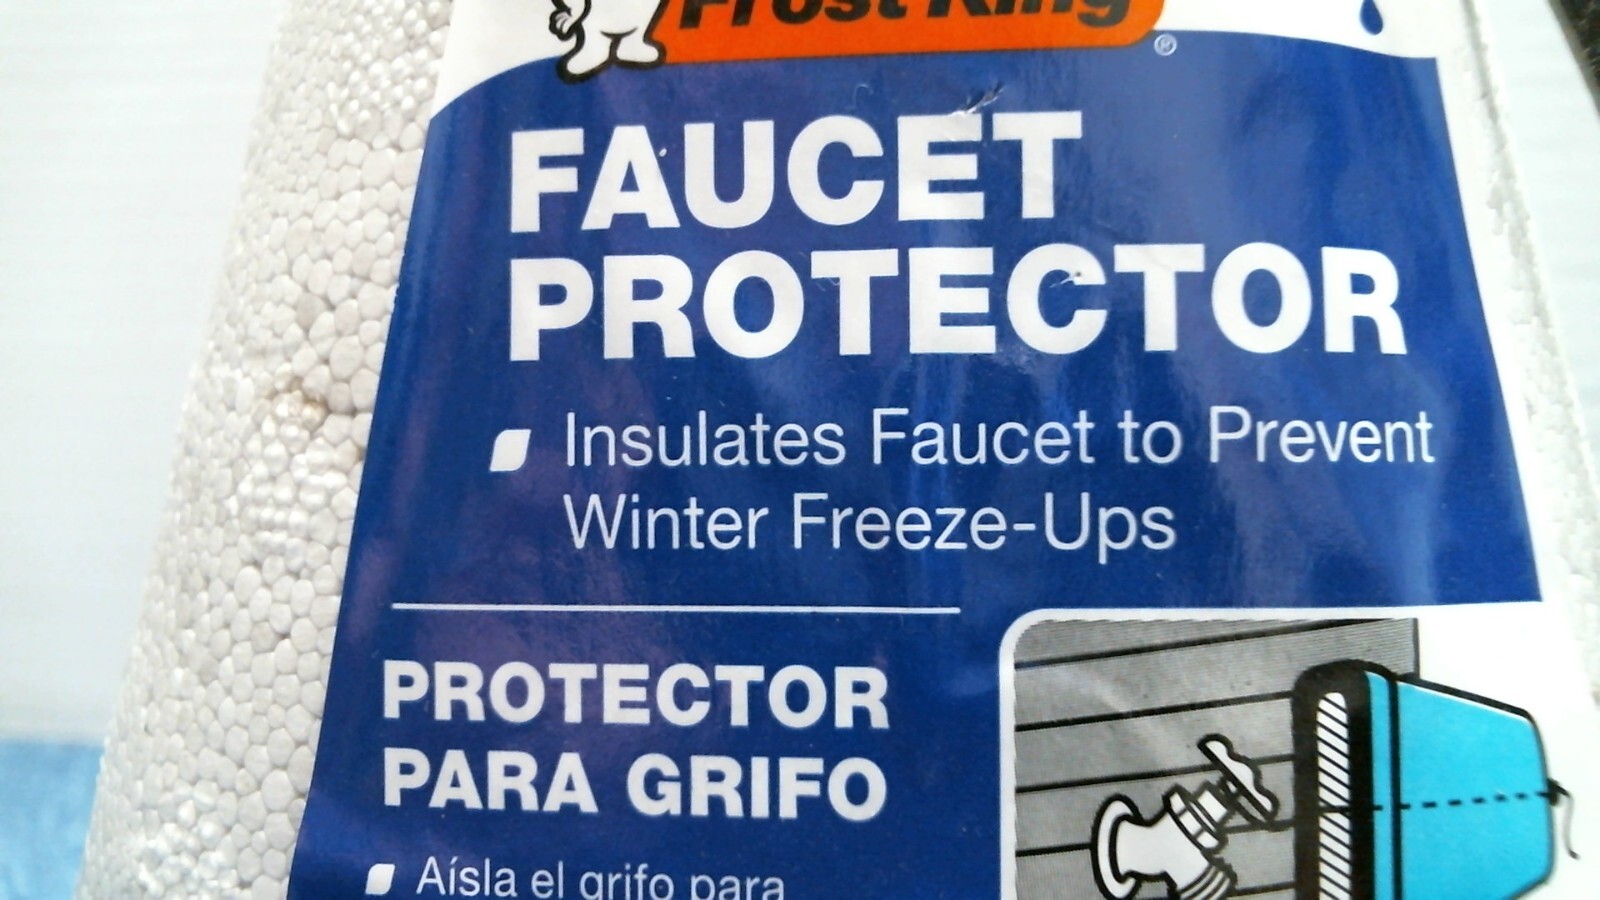 Frost King
®
FAUCET
PROTECTOR
Insulates Faucet to Prevent
Winter Freeze-Ups
PROTECTOR
PARA GRIFO
Aísla el grifo para